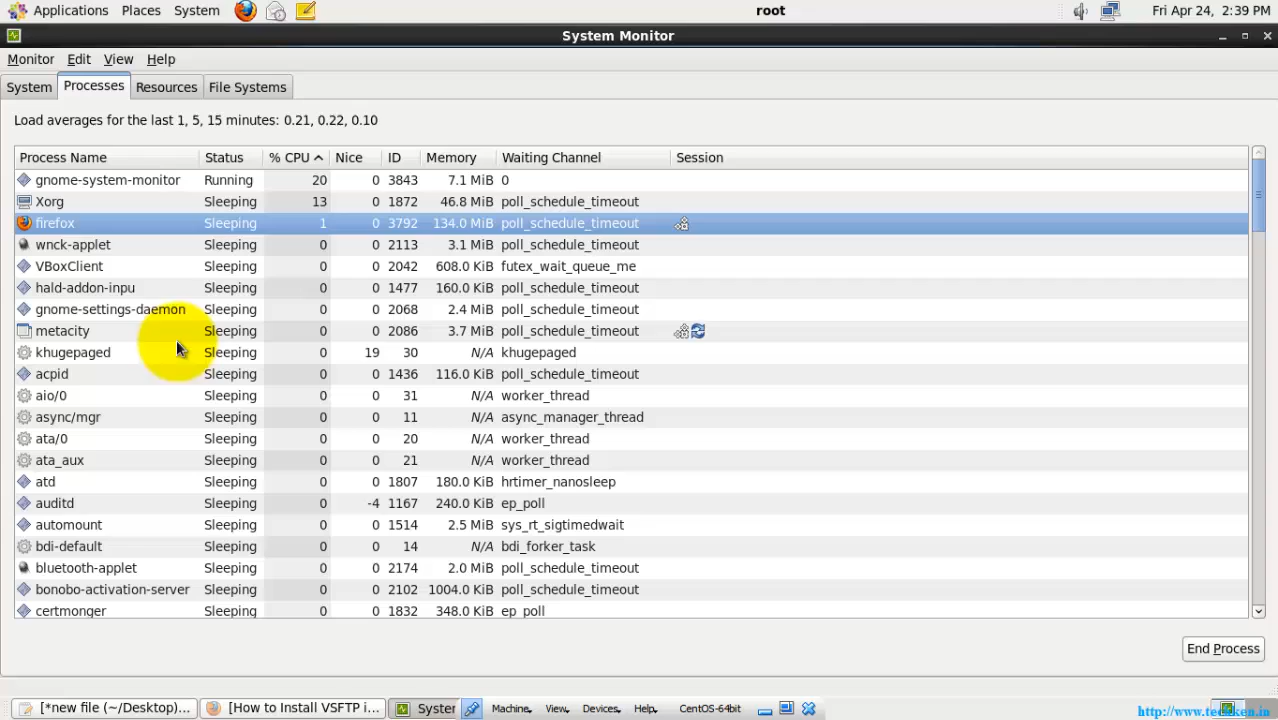 Applications Places System root Fri Apr 24, 2:39 PM
System Monitor
Monitor Edit View Help
System Processes Resources File Systems
Load averages for the last 1, 5, 15 minutes: 0.21, 0.22, 0.10
Process Name Status % CPU Nice ID Memory Waiting Channel Session
gnome-system-monitor Running 20 0 3843 7.1 MiB 0
Xorg Sleeping 13 0 1872 46.8 MiB poll_schedule_timeout
firefox Sleeping 1 0 3792 134.0 MiB poll_schedule_timeout
wnck-applet Sleeping 0 0 2113 3.1 MiB poll_schedule_timeout
VBoxClient Sleeping 0 0 2042 608.0 KiB futex_wait_queue_me
hald-addon-inpu Sleeping 0 0 1477 160.0 KiB poll_schedule_timeout
gnome-settings-daemon Sleeping 0 0 2068 2.4 MiB poll_schedule_timeout
metacity Sleeping 0 0 2086 3.7 MiB poll_schedule_timeout
khugepaged Sleeping 0 19 30 N/A khugepaged
acpid Sleeping 0 0 1436 116.0 KiB poll_schedule_timeout
aio/0 Sleeping 0 0 31 N/A worker_thread
async/mgr Sleeping 0 0 11 N/A async_manager_thread
ata/0 Sleeping 0 0 20 N/A worker_thread
ata_aux Sleeping 0 0 21 N/A worker_thread
atd Sleeping 0 0 1807 180.0 KiB hrtimer_nanosleep
auditd Sleeping 0 -4 1167 240.0 KiB ep_poll
automount Sleeping 0 0 1514 2.5 MiB sys_rt_sigtimedwait
bdi-default Sleeping 0 0 14 N/A bdi_forker_task
bluetooth-applet Sleeping 0 0 2174 2.0 MiB poll_schedule_timeout
bonobo-activation-server Sleeping 0 0 2102 1004.0 KiB poll_schedule_timeout
certmonger Sleeping 0 0 1832 348.0 KiB ep_poll
End Process
[*new file (~/Desktop)... [How to Install VSFTP i... Syster Machine View Devices Help CentOS-64bit